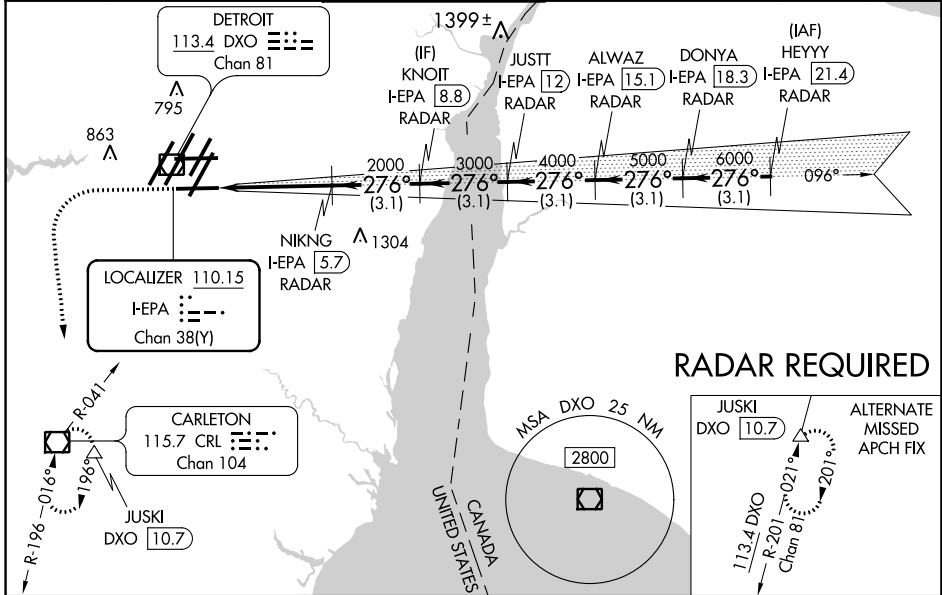 DETROIT
113.4 DXO
Chan 81
795
863
1399 ±
(IF)
KNOIT
I-EPA 8.8
RADAR
JUSTT
I-EPA 12
RADAR
ALWAZ
I-EPA 15.1
RADAR
DONYA
I-EPA 18.3
RADAR
(IAF)
HEYYY
I-EPA 21.4
RADAR
2000
3000
4000
5000
6000
276°
276°
276°
276°
276°
096°
(3.1)
(3.1)
(3.1)
(3.1)
(3.1)
NIKNG
I-EPA 5.7
RADAR
1304
LOCALIZER 110.15
I-EPA
Chan 38(Y)
R-041
CARLETON
115.7 CRL
Chan 104
R-196
016°
196°
JUSKI
DXO 10.7
CANADA
UNITED STATES
MSA DXO 25 NM
2800
RADAR REQUIRED
JUSKI
DXO 10.7
ALTERNATE
MISSED
APCH FIX
021°
201°
113.4 DXO
R-201
Chan 81